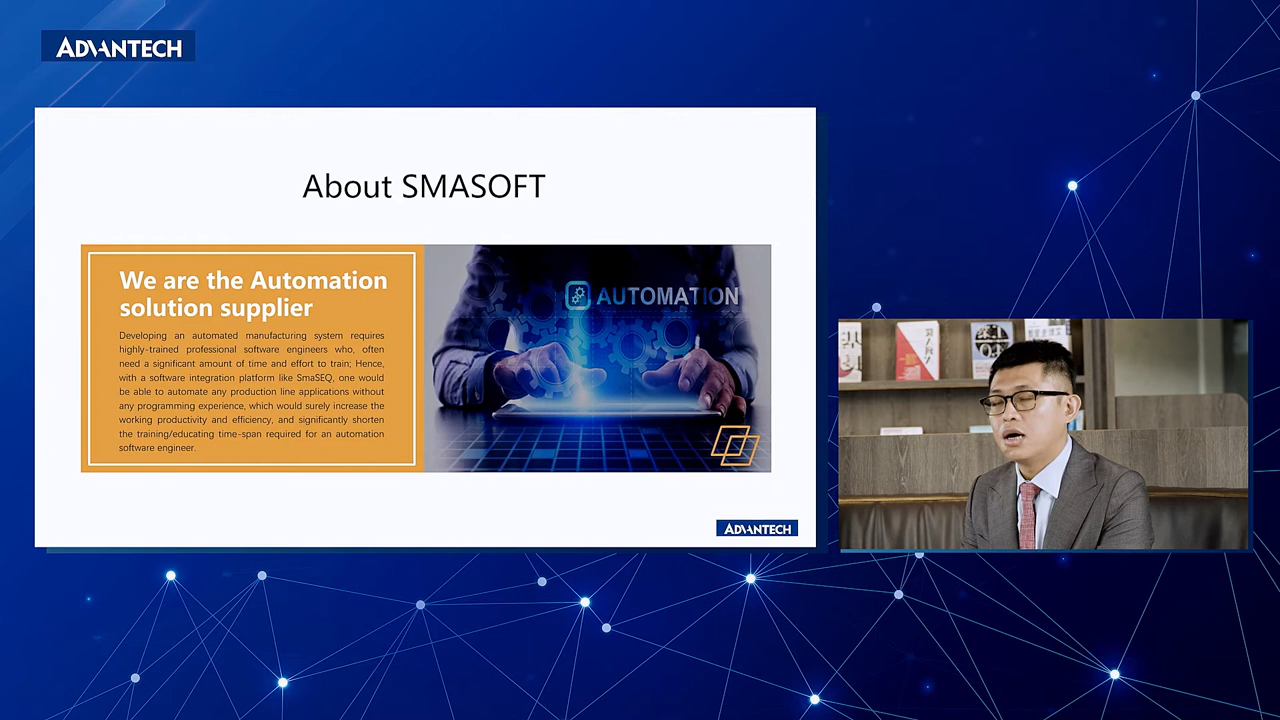 ADVANTECH
About SMASOFT
We are the Automation
solution supplier
Developing an automated manufacturing system requires
highly-trained professional software engineers who, often
need a significant amount of time and effort to train; Hence,
with a software integration platform like SmaSEQ, one would
be able to automate any production line applications without
any programming experience, which would surely increase the
working productivity and efficiency, and significantly shorten
the training/educating time-span required for an automation
software engineer.
AUTOMATION
ADVANTECH